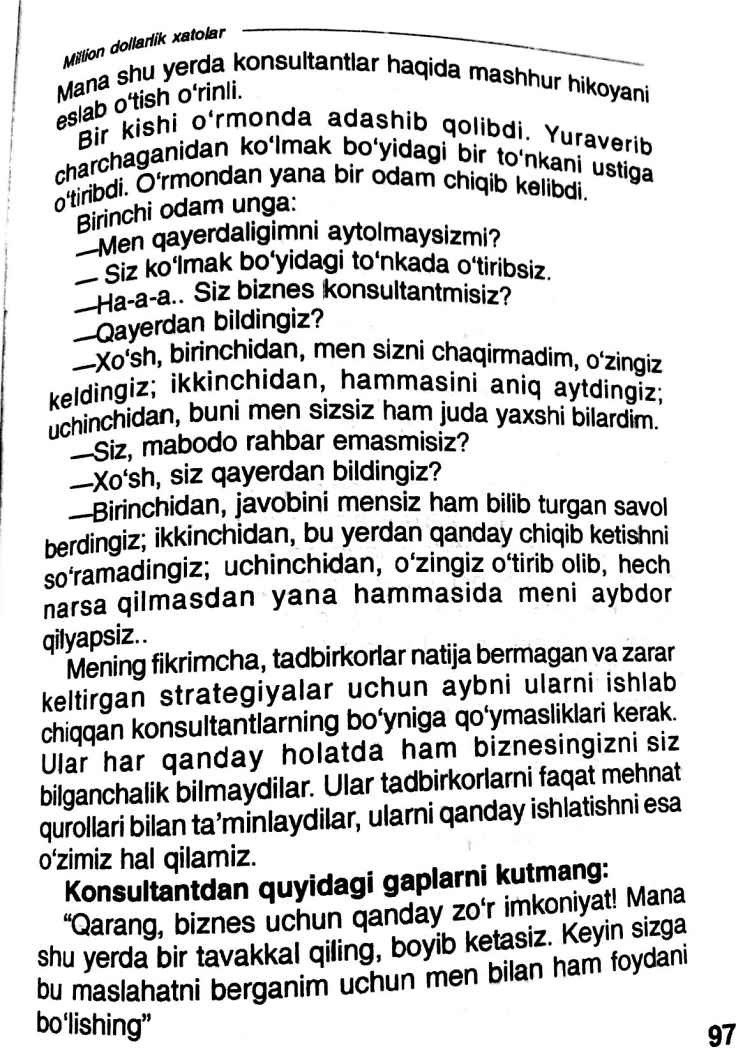 Million dollarlik xatolar
Mana shu yerda konsultantlar haqida mashhur hikoyani
eslab o‘tish o‘rinli.
Bir kishi o‘rmonda adashib qolibdi. Yuraverib
charchaganidan ko‘lmak bo‘yidagi bir to‘nkani ustiga
o‘tiribdi. O‘rmondan yana bir odam chiqib kelibdi.
Birinchi odam unga:
—Men qayerdaligimni aytolmaysizmi?
— Siz ko‘lmak bo‘yidagi to‘nkada o‘tiribsiz.
—Ha-a-a.. Siz biznes konsultantmisiz?
—Qayerdan bildingiz?
—Xo‘sh, birinchidan, men sizni chaqirmadim, o‘zingiz
keldingiz; ikkinchidan, hammasini aniq aytdingiz;
uchinchidan, buni men sizsiz ham juda yaxshi bilardim.
—Siz, mabodo rahbar emasmisiz?
—Xo‘sh, siz qayerdan bildingiz?
—Birinchidan, javobini mensiz ham bilib turgan savol
berdingiz; ikkinchidan, bu yerdan qanday chiqib ketishni
so‘ramadingiz; uchinchidan, o‘zingiz o‘tirib olib, hech
narsa qilmasdan yana hammasida meni aybdor
qilyapsiz..
Mening fikrimcha, tadbirkorlar natija bermagan va zarar
keltirgan strategiyalar uchun aybni ularni ishlab
chiqqan konsultantlarning bo‘yniga qo‘ymasliklari kerak.
Ular har qanday holatda ham biznesingizni siz
bilganchalik bilmaydilar. Ular tadbirkorlarni faqat mehnat
qurollari bilan ta’minlaydilar, ularni qanday ishlatishni esa
o‘zimiz hal qilamiz.
Konsultantdan quyidagi gaplarni kutmang:
“Qarang, biznes uchun qanday zo‘r imkoniyat! Mana
shu yerda bir tavakkal qiling, boyib ketasiz. Keyin sizga
bu maslahatni berganim uchun men bilan ham foydani
bo‘lishing”
97